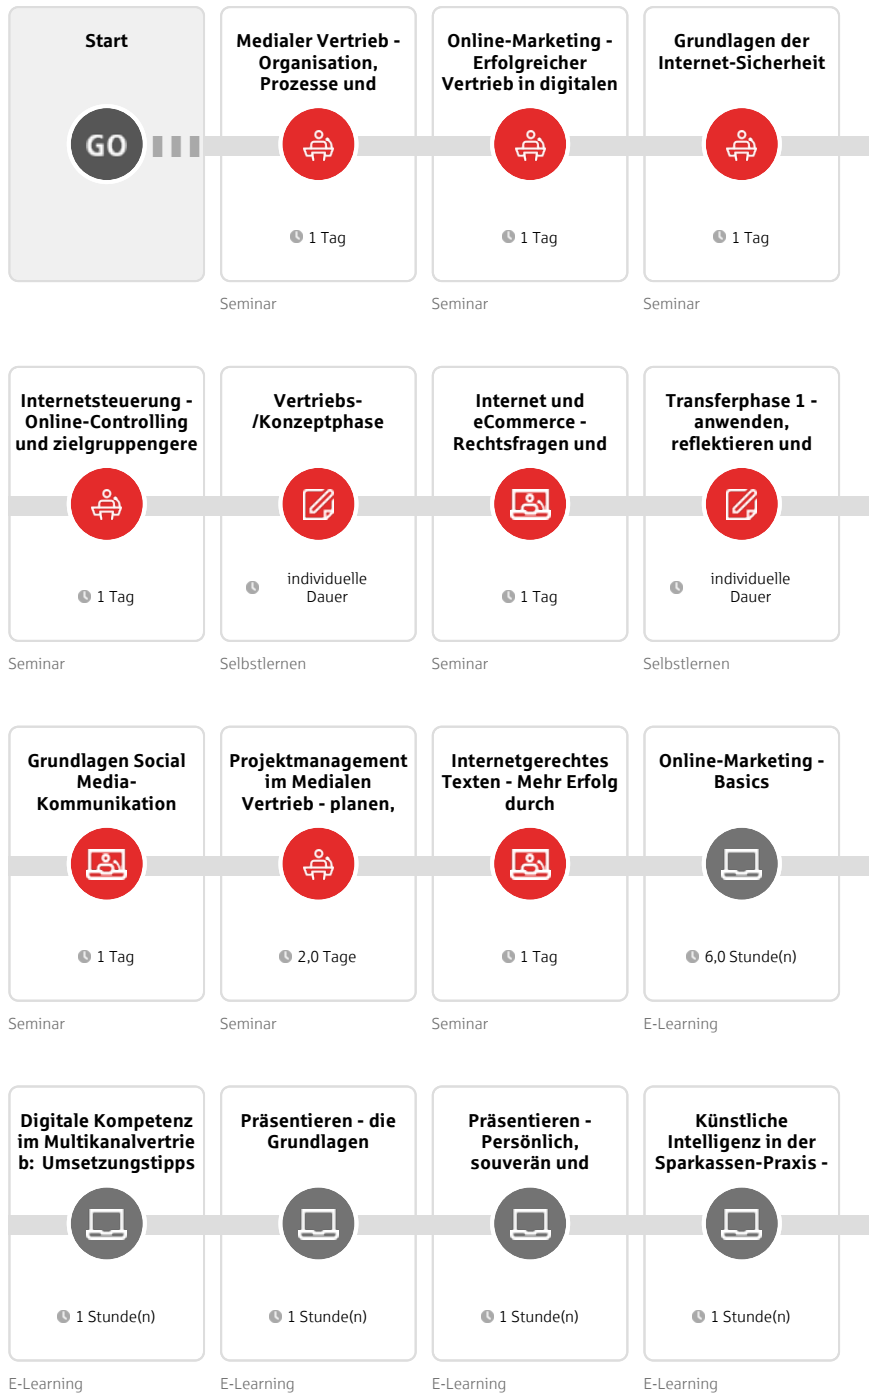 Start
GO
Medialer Vertrieb -
Organisation,
Prozesse und
1 Tag
Seminar
Online-Marketing -
Erfolgreicher
Vertrieb in digitalen
1 Tag
Seminar
Grundlagen der
Internet-Sicherheit
1 Tag
Seminar
Internetsteuerung -
Online-Controlling
und zielgruppengere
1 Tag
Seminar
Vertriebs-
/Konzeptphase
individuelle
Dauer
Selbstlernen
Internet und
eCommerce -
Rechtsfragen und
1 Tag
Seminar
Transferphase 1 -
anwenden,
reflektieren und
individuelle
Dauer
Selbstlernen
Grundlagen Social
Media-
Kommunikation
1 Tag
Seminar
Projektmanagement
im Medialen
Vertrieb - planen,
2,0 Tage
Seminar
Internetgerechtes
Texten - Mehr Erfolg
durch
1 Tag
Seminar
Online-Marketing -
Basics
6,0 Stunde(n)
E-Learning
Digitale Kompetenz
im Multikanalvertrie
b: Umsetzungstipps
1 Stunde(n)
E-Learning
Präsentieren - die
Grundlagen
1 Stunde(n)
E-Learning
Präsentieren -
Persönlich,
souverän und
1 Stunde(n)
E-Learning
Künstliche
Intelligenz in der
Sparkassen-Praxis -
1 Stunde(n)
E-Learning